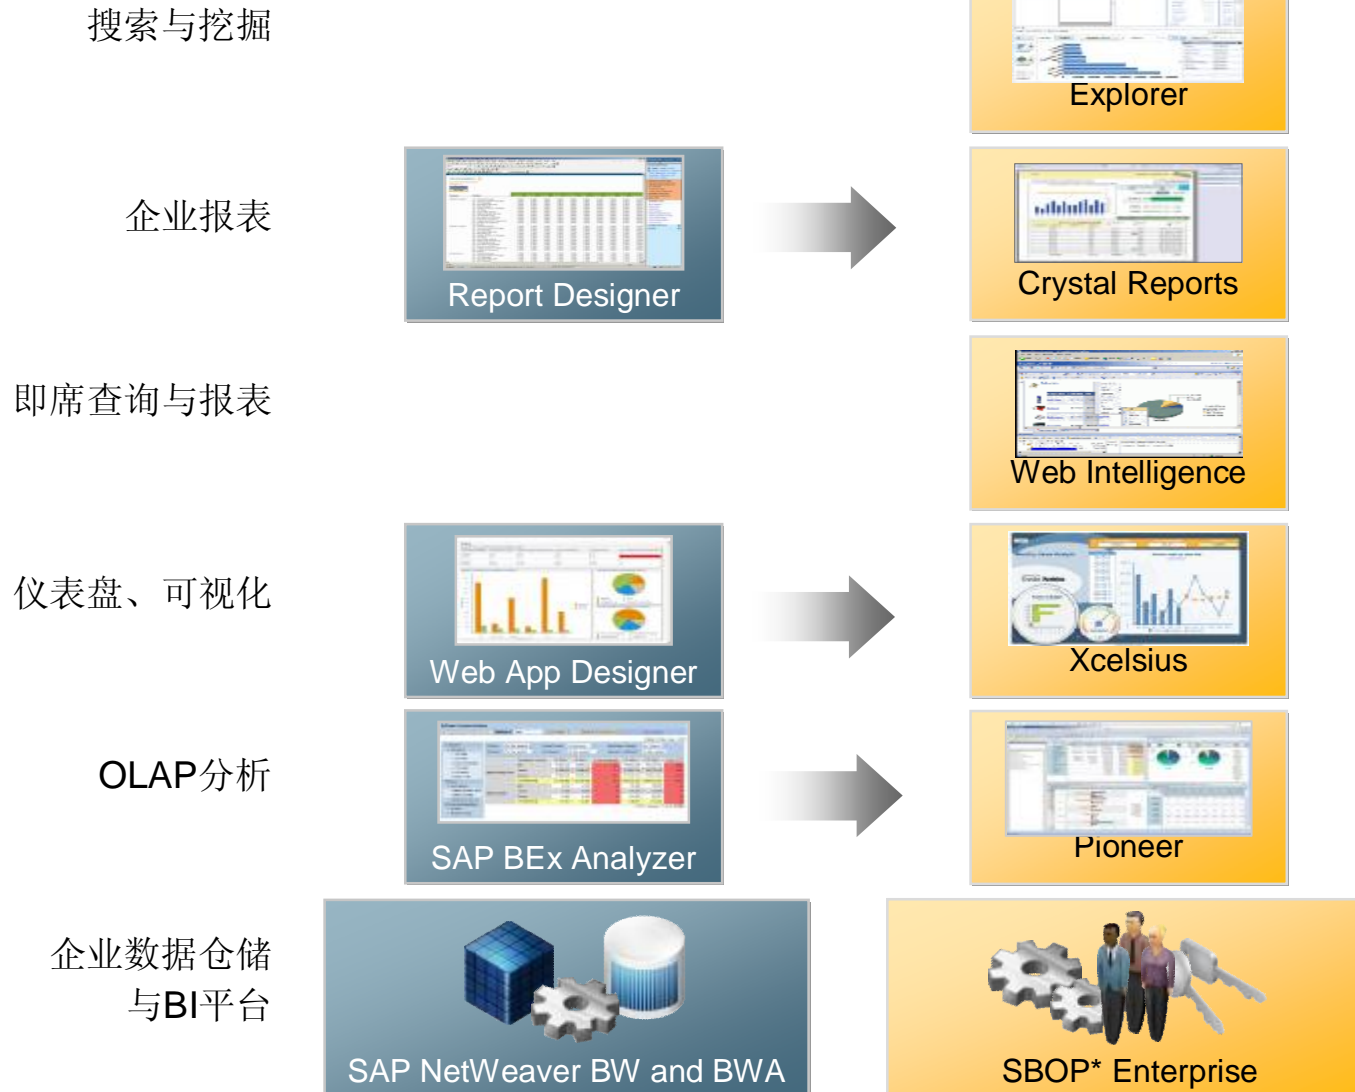 搜索与挖掘
Explorer
企业报表
Report Designer
Crystal Reports
即席查询与报表
Web Intelligence
仪表盘、可视化
Web App Designer
Xcelsius
OLAP分析
SAP BEx Analyzer
Pioneer
企业数据仓储
与BI平台
SAP NetWeaver BW and BWA
SBOP* Enterprise